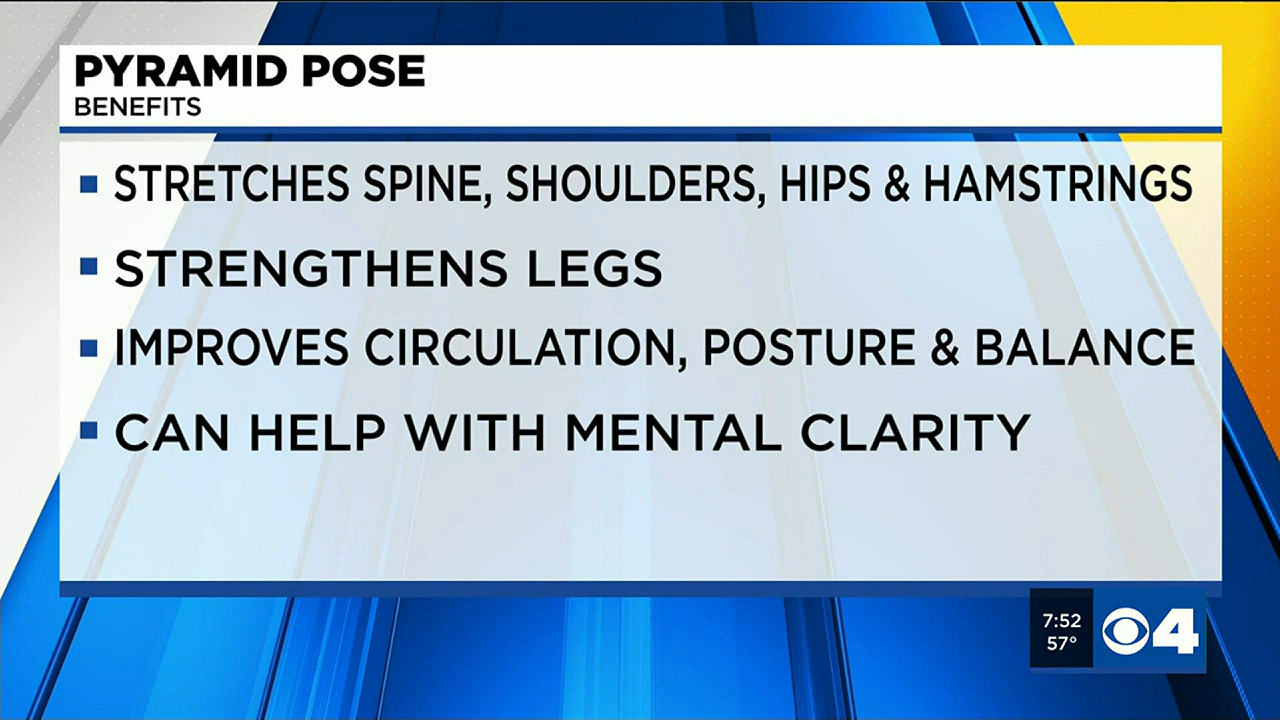 PYRAMID POSE
BENEFITS
STRETCHES SPINE, SHOULDERS, HIPS & HAMSTRINGS
STRENGTHENS LEGS
IMPROVES CIRCULATION, POSTURE & BALANCE
CAN HELP WITH MENTAL CLARITY
7:52
57°
4